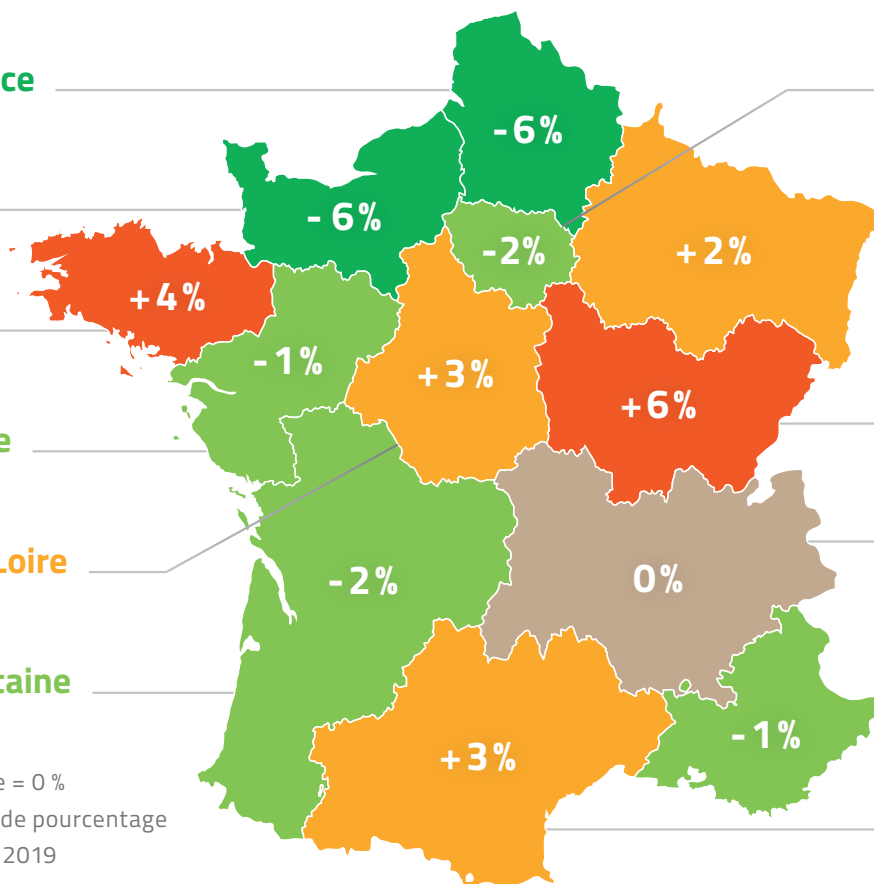 ce
-6%
- 6%
-2%
+2%
+4%
-1%
+3%
+6%
e
Loire
-2%
0%
taine
-1%
+3%
e = 0 %
de pourcentage
2019